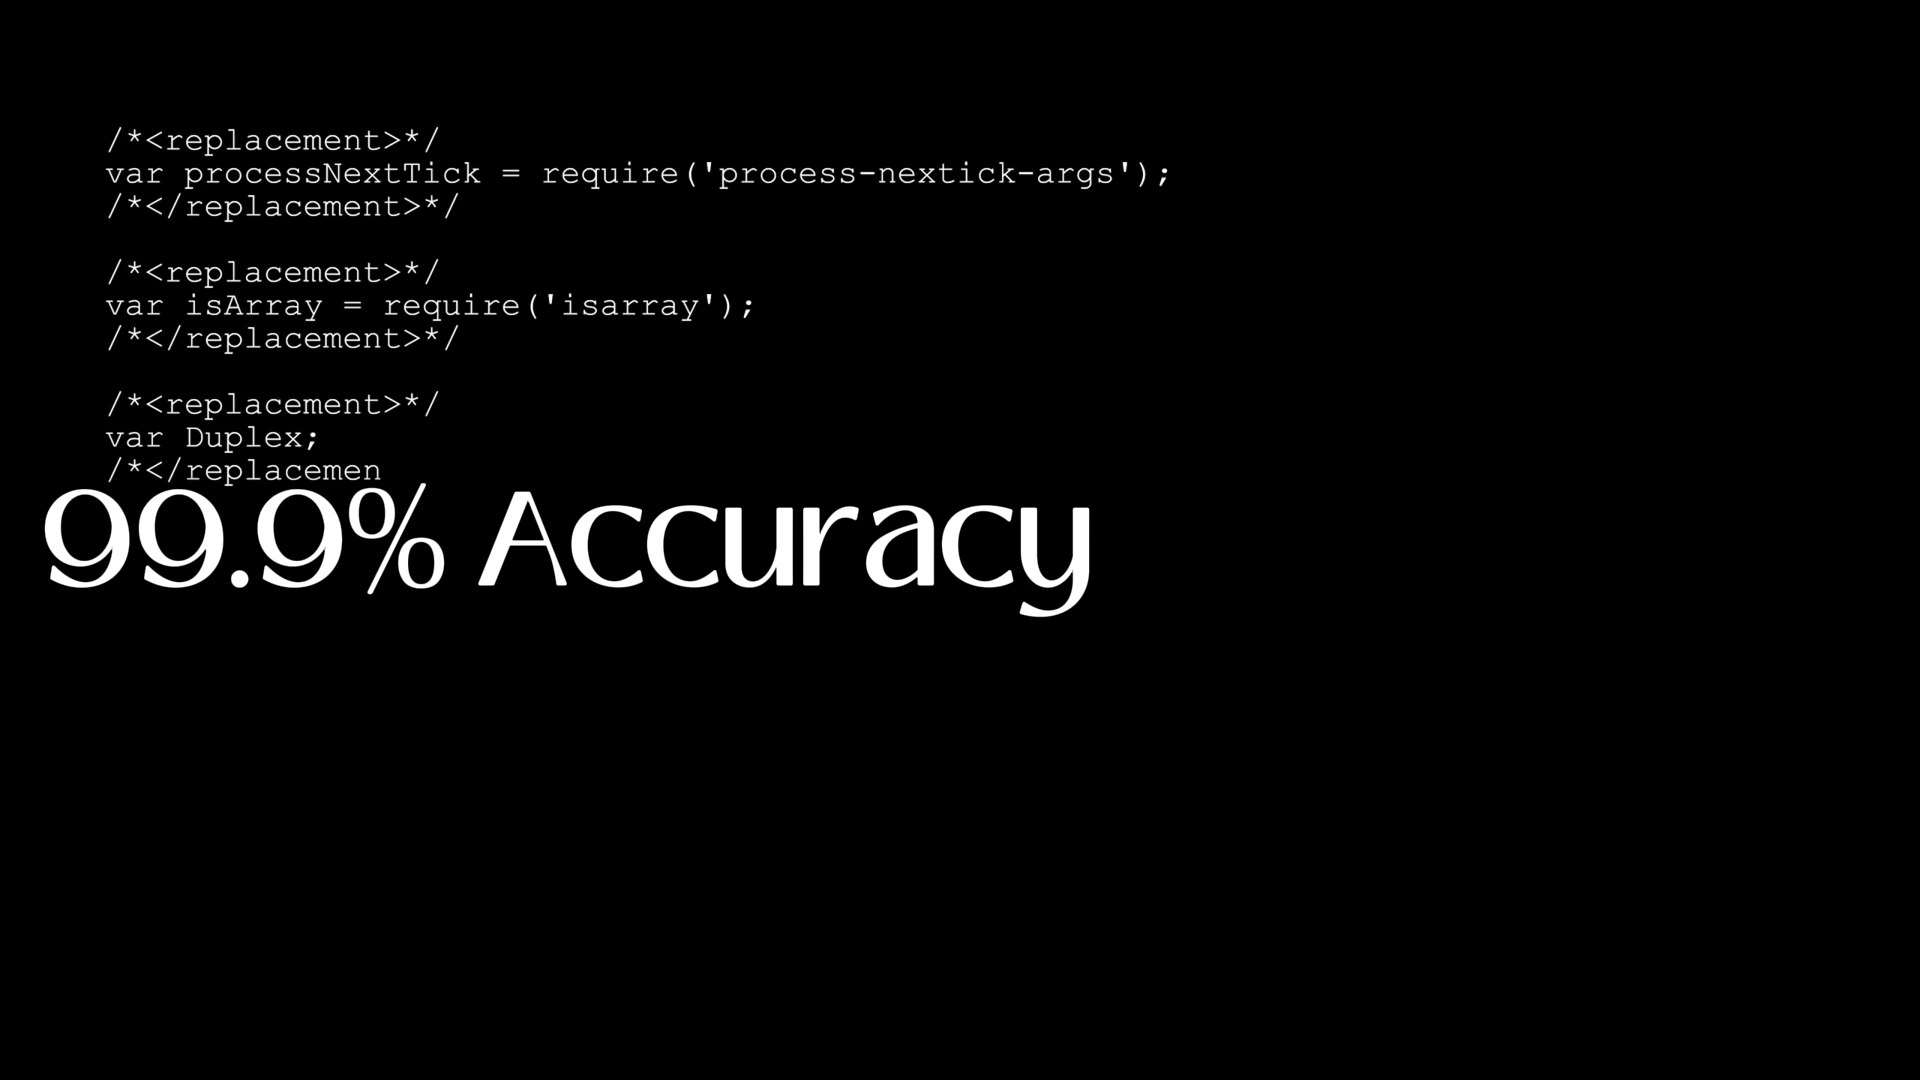 /*<replacement>*/
var processNextTick = require('process-nextick-args');
/*</replacement>*/

/*<replacement>*/
var isArray = require('isarray');
/*</replacement>*/

/*<replacement>*/
var Duplex;
/*</replacemen
99.9% Accuracy